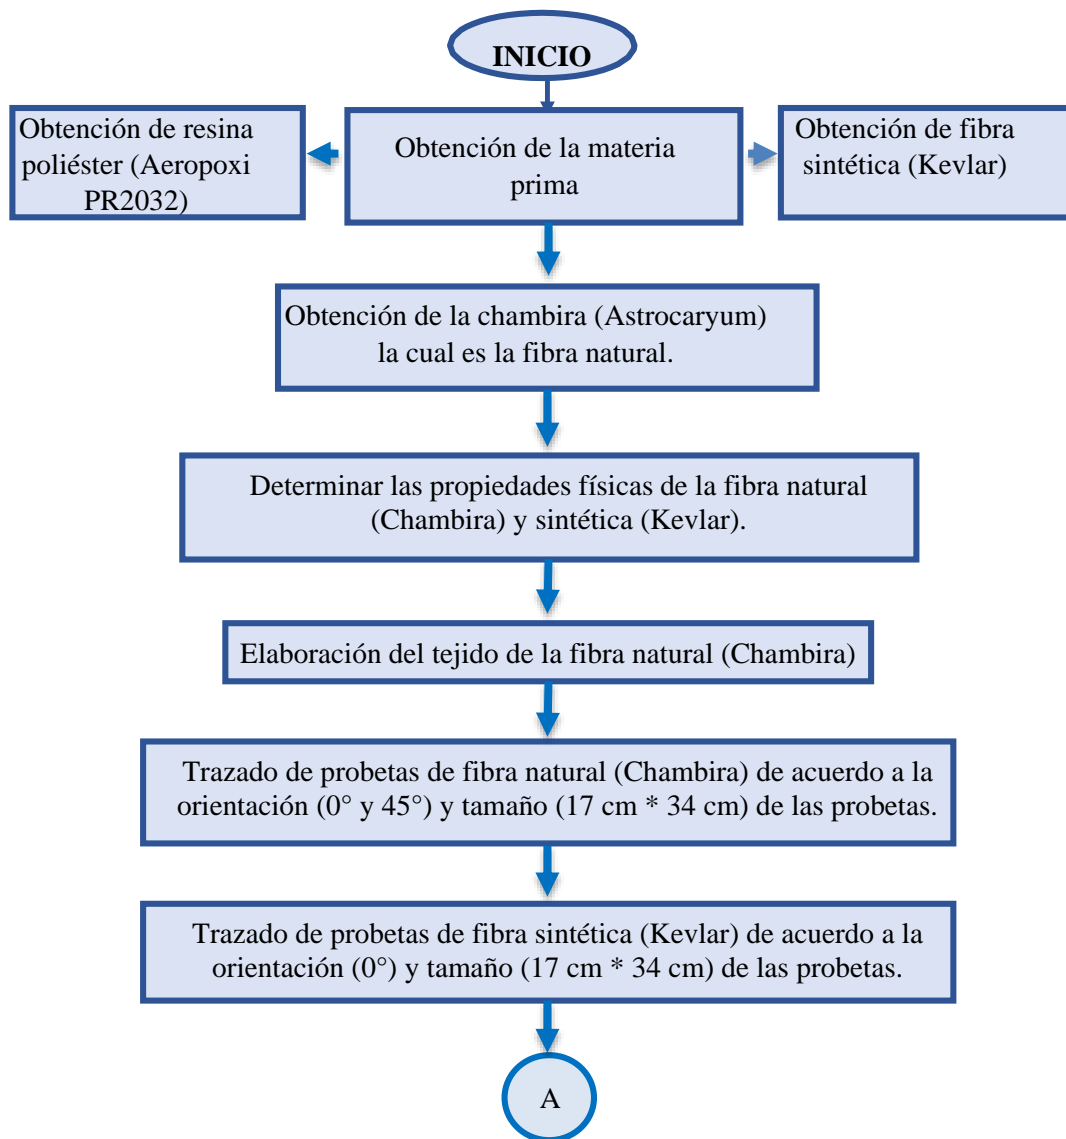 INICIO
Obtención de resina
poliéster (Aeropoxi
PR2032)
Obtención de la materia
prima
Obtención de fibra
sintética (Kevlar)
Obtención de la chambira (Astrocaryum)
la cual es la fibra natural.
Determinar las propiedades físicas de la fibra natural
(Chambira) y sintética (Kevlar).
Elaboración del tejido de la fibra natural (Chambira)
Trazado de probetas de fibra natural (Chambira) de acuerdo a la
orientación (0° y 45°) y tamaño (17 cm * 34 cm) de las probetas.
Trazado de probetas de fibra sintética (Kevlar) de acuerdo a la
orientación (0°) y tamaño (17 cm * 34 cm) de las probetas.
A